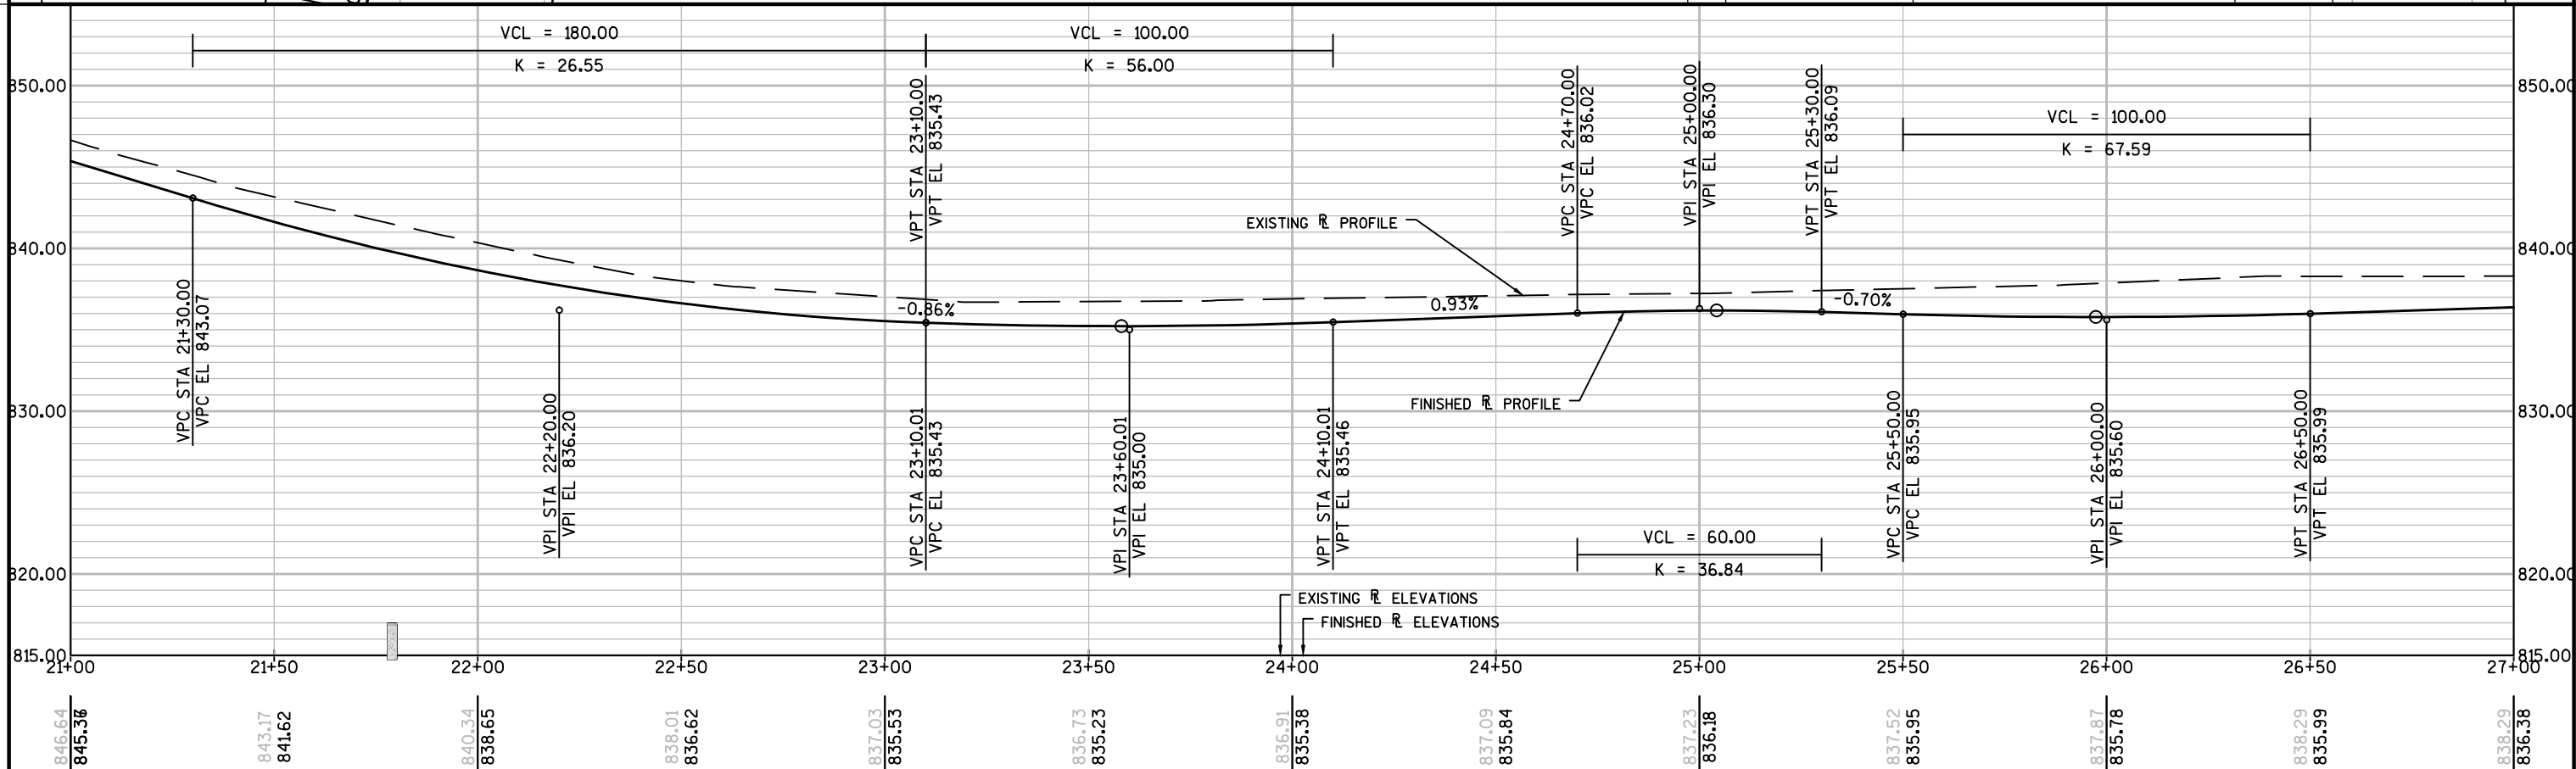 VCL = 180.00
K = 26.55
VCL = 100.00
K = 56.00
VCL = 100.00
K = 67.59
VCL = 60.00
K = 36.84
850.00
840.00
830.00
820.00
815.00
850.00
840.00
830.00
820.00
815.00
VPC STA 21+30.00
VPC EL 843.07
VPI STA 22+20.00
VPI EL 836.20
VPT STA 23+10.00
VPT EL 835.43
VPC STA 23+10.01
VPC EL 835.43
VPI STA 23+60.01
VPI EL 835.00
VPT STA 24+10.01
VPT EL 835.46
VPC STA 24+70.00
VPC EL 836.02
VPI STA 25+00.00
VPI EL 836.30
VPT STA 25+30.00
VPT EL 836.09
VPC STA 25+50.00
VPC EL 835.95
VPI STA 26+00.00
VPI EL 835.60
VPT STA 26+50.00
VPT EL 835.99
-0.86%
0.93%
-0.70%
EXISTING PL PROFILE
FINISHED PL PROFILE
EXISTING PL ELEVATIONS
FINISHED PL ELEVATIONS
21+00
21+50
22+00
22+50
23+00
23+50
24+00
24+50
25+00
25+50
26+00
26+50
27+00
846.64
843.17
841.62
840.34
838.65
838.01
836.62
837.03
835.53
836.73
835.23
836.91
835.38
837.09
835.84
837.23
836.18
837.52
835.95
837.87
835.78
838.29
835.99
838.29
836.38